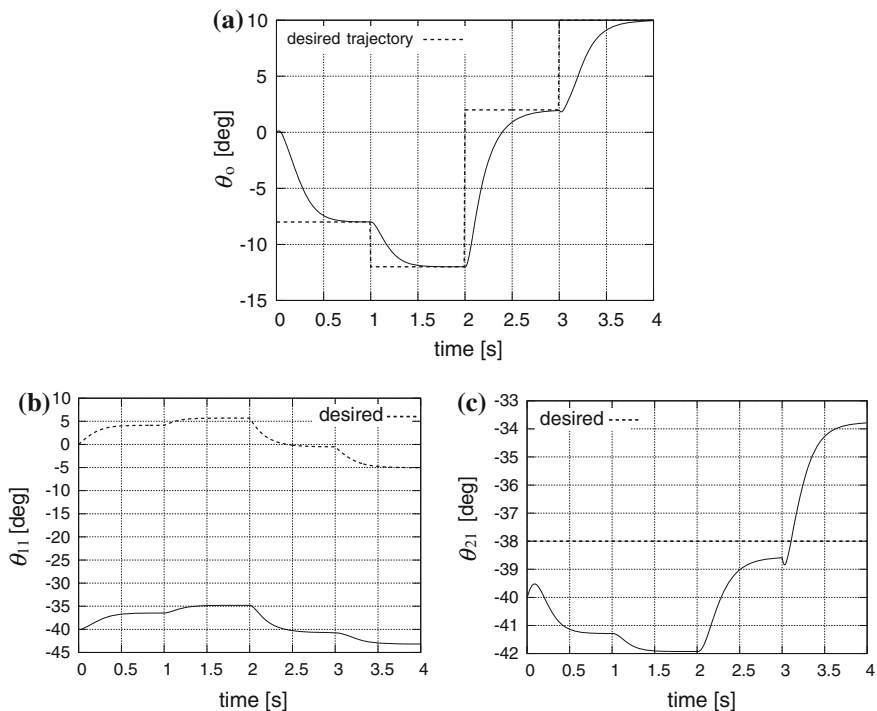 (a)
10
5
0
-5
-10
-15
desired trajectory
θo [deg]
0 0.5 1 1.5 2 2.5 3 3.5 4
time [s]
(b)
10
5
0
-5
-10
-15
-20
-25
-30
-35
-40
-45
desired
θ11 [deg]
0 0.5 1 1.5 2 2.5 3 3.5 4
time [s]
(c)
-33
-34
-35
-36
-37
-38
-39
-40
-41
-42
desired
θ21 [deg]
0 0.5 1 1.5 2 2.5 3 3.5 4
time [s]